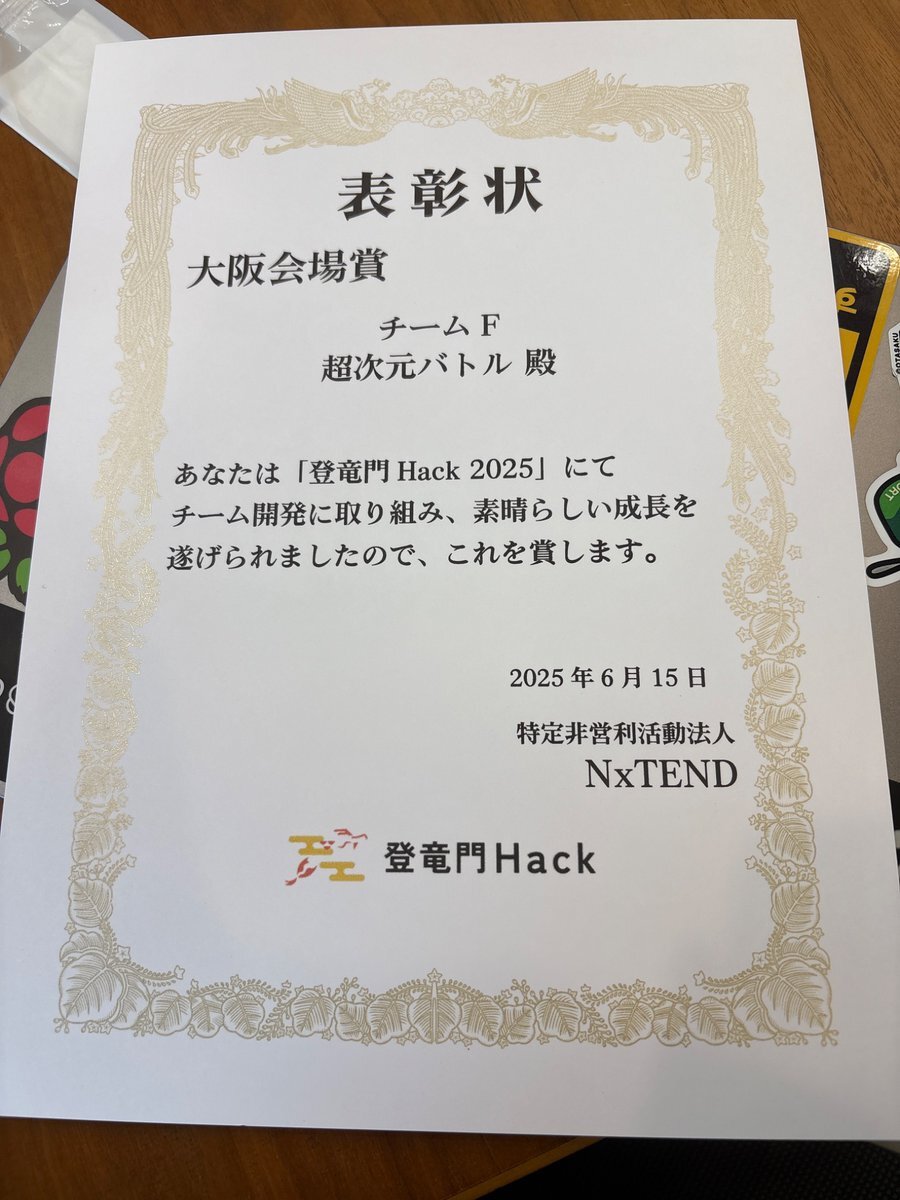 表彰状
大阪会場賞
チーム F
超次元バトル 殿
あなたは「登竜門 Hack 2025」にて
チーム開発に取り組み、素晴らしい成長を
遂げられましたので、これを賞します。
2025 年 6 月 15 日
特定非営利活動法人
NxTEND
登竜門Hack